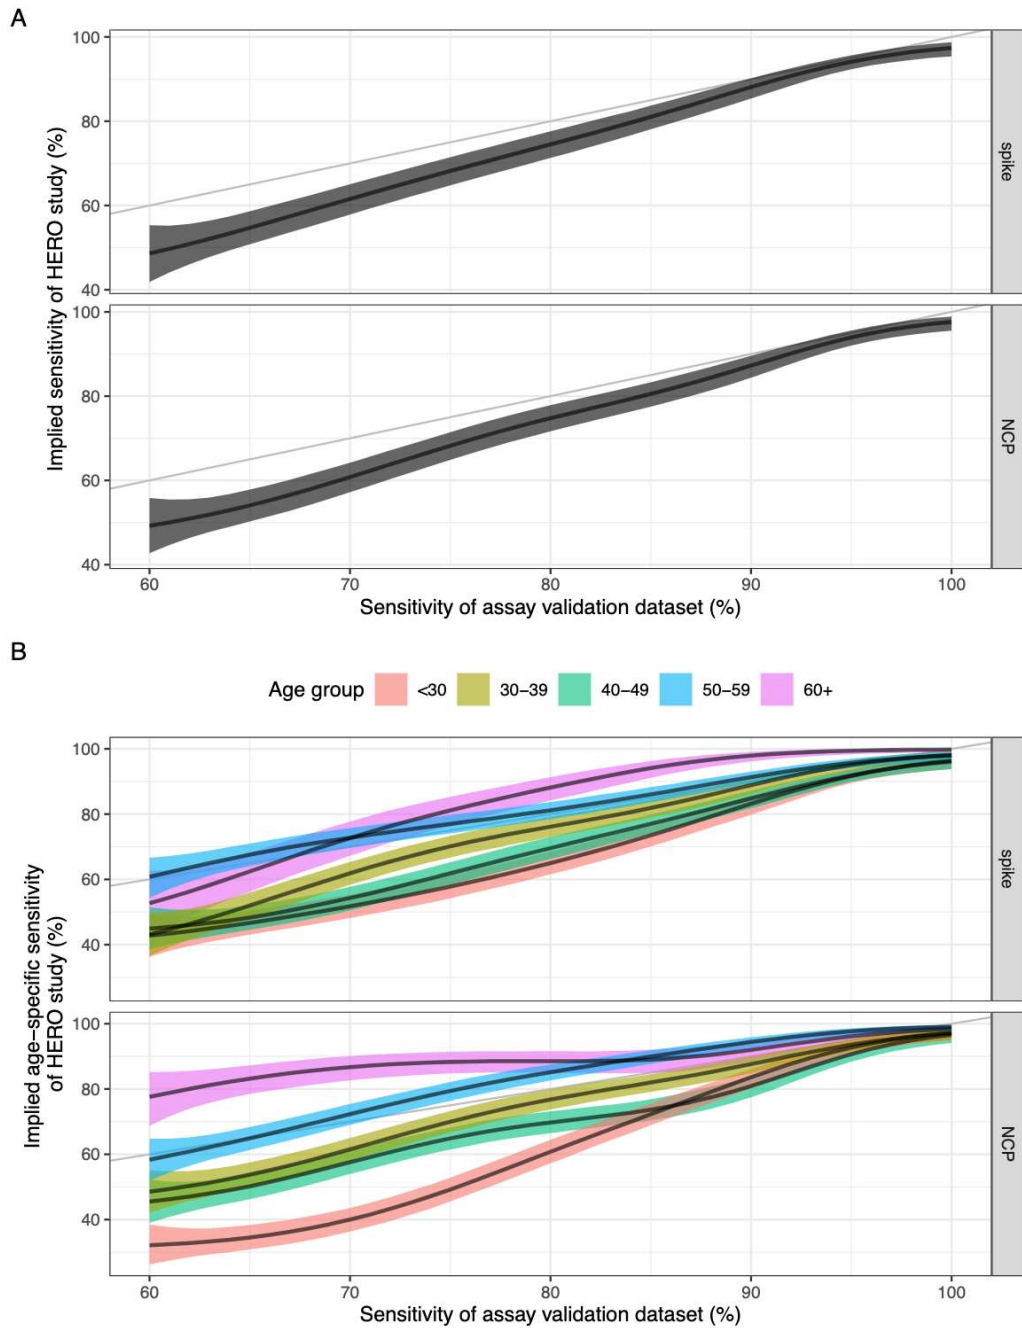 A
100
80
60
40
Implied sensitivity of HERO study (%)
spike
100
80
60
40
NCP
60 70 80 90 100
Sensitivity of assay validation dataset (%)
B
Age group <30 30–39 40–49 50–59 60+
100
80
60
40
Implied age–specific sensitivity
of HERO study (%)
spike
100
80
60
40
NCP
60 70 80 90 100
Sensitivity of assay validation dataset (%)